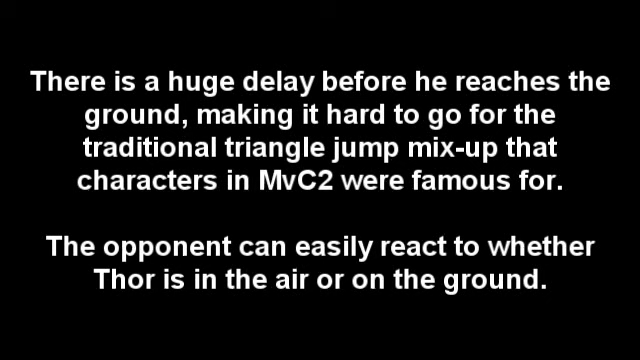 There is a huge delay before he reaches the
ground, making it hard to go for the
traditional triangle jump mix-up that
characters in MvC2 were famous for.
The opponent can easily react to whether
Thor is in the air or on the ground.